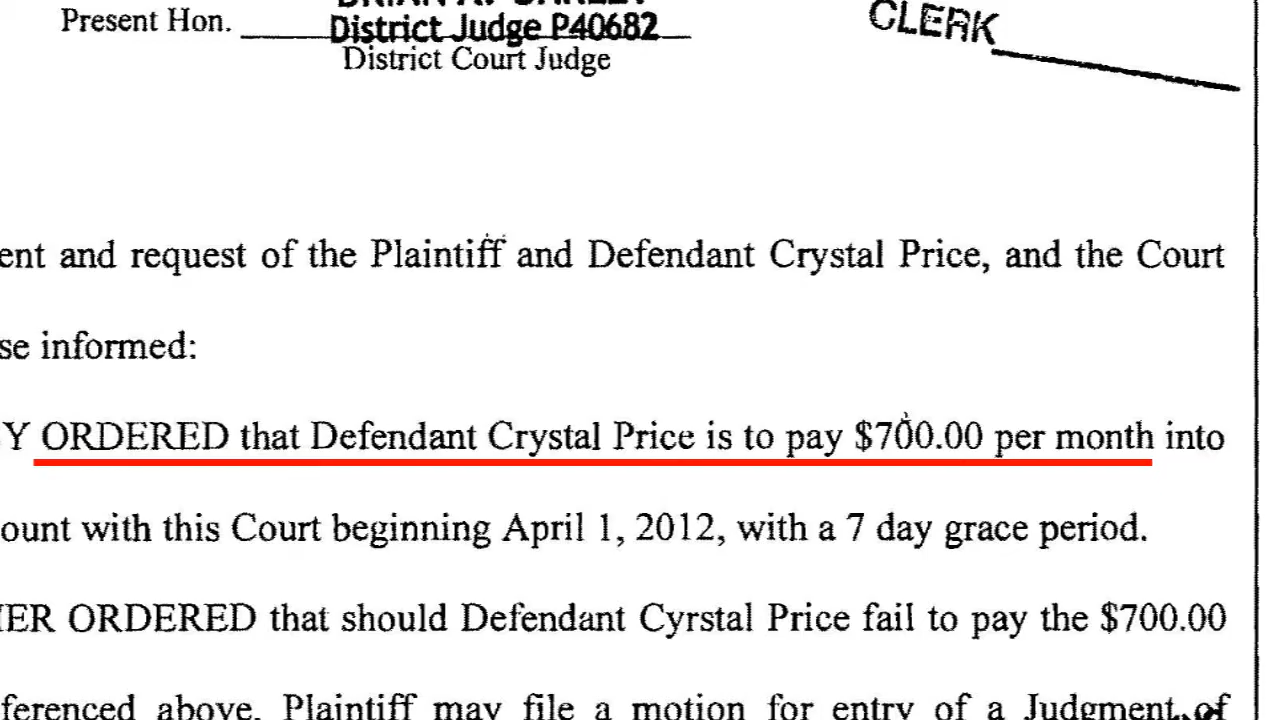 Present Hon.
District Judge P40682
District Court Judge
CLERK
ent and request of the Plaintiff and Defendant Crystal Price, and the Court
se informed:
Y ORDERED that Defendant Crystal Price is to pay $700.00 per month into
ount with this Court beginning April 1, 2012, with a 7 day grace period.
IER ORDERED that should Defendant Cyrstal Price fail to pay the $700.00
ferenced above, Plaintiff may file a motion for entry of a Judgment of